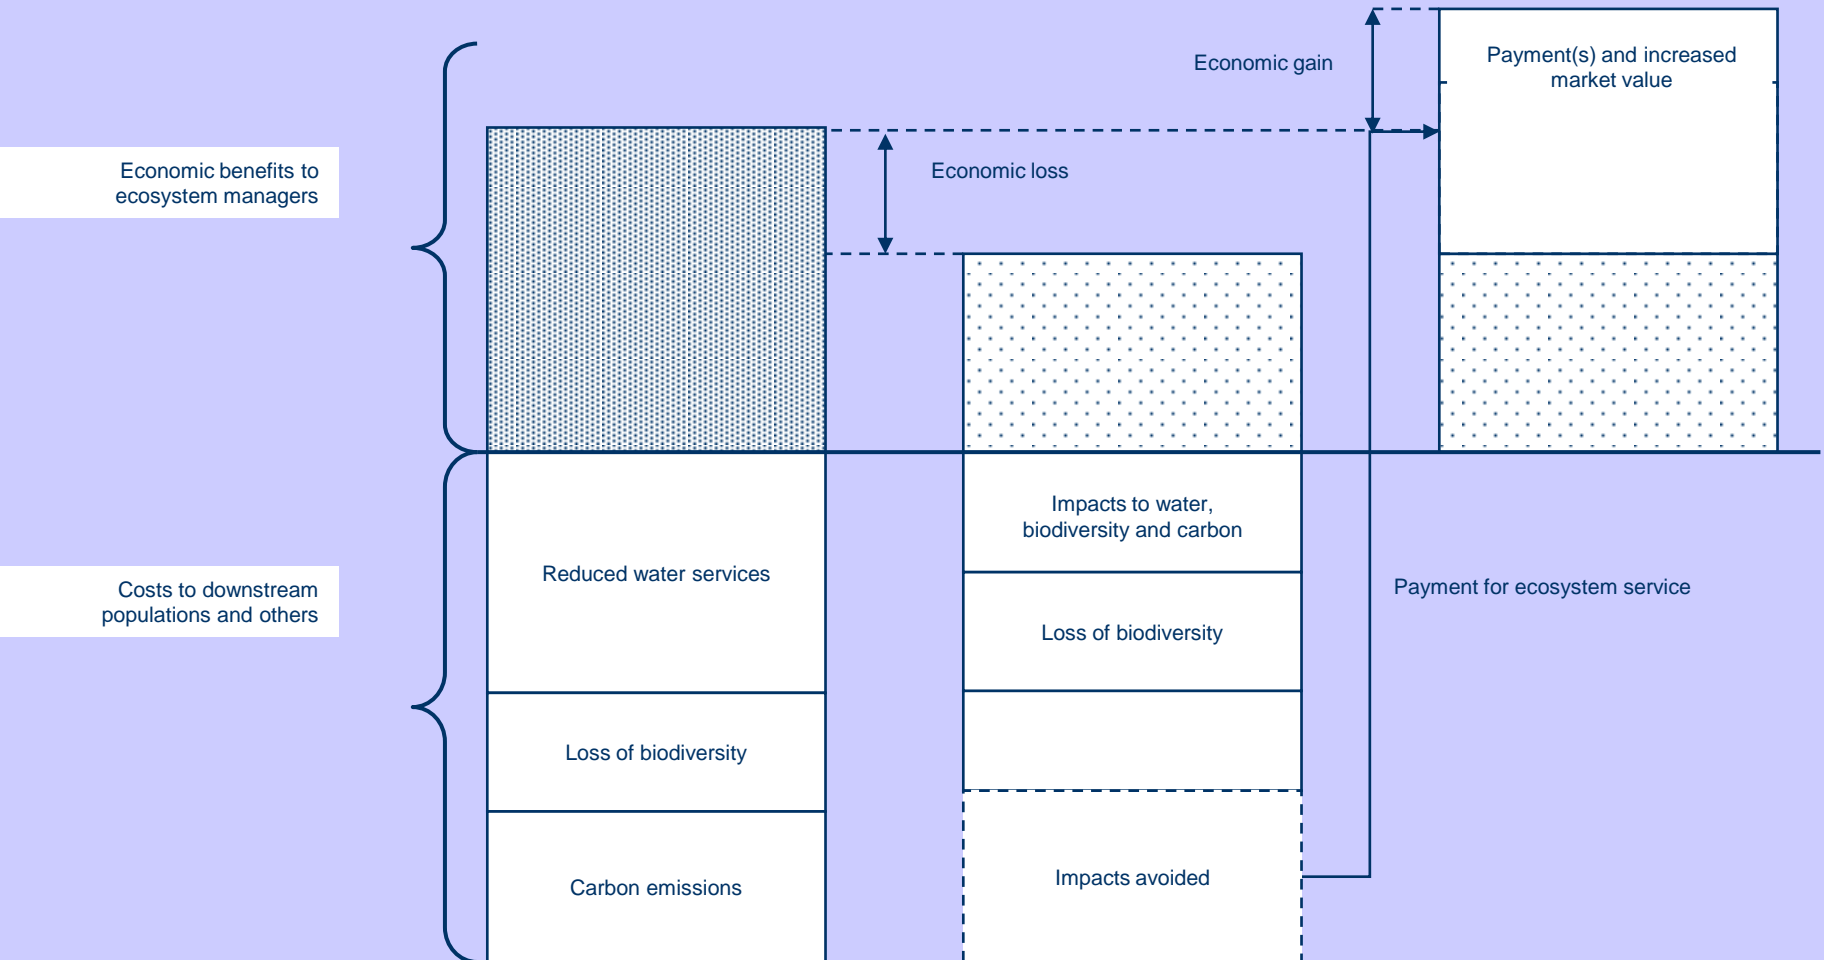 Economic gain
Payment(s) and increased
market value
Economic benefits to
ecosystem managers
Economic loss
Costs to downstream
populations and others
Reduced water services
Loss of biodiversity
Carbon emissions
Impacts to water,
biodiversity and carbon
Loss of biodiversity
Impacts avoided
Payment for ecosystem service